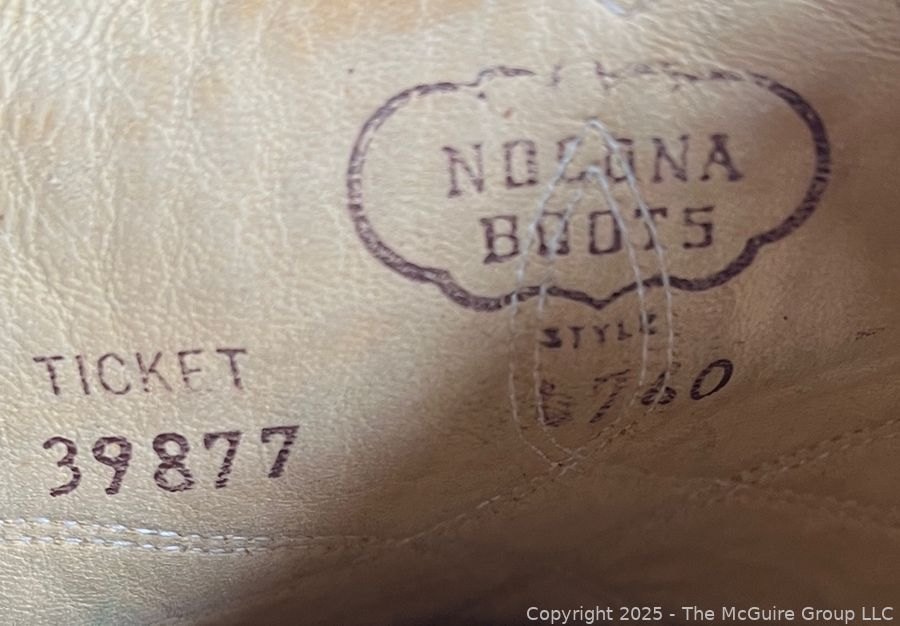 NOCONA
BOOTS
STYLE
TICKET
39877
Copyright 2025 - The McGuire Group LLC